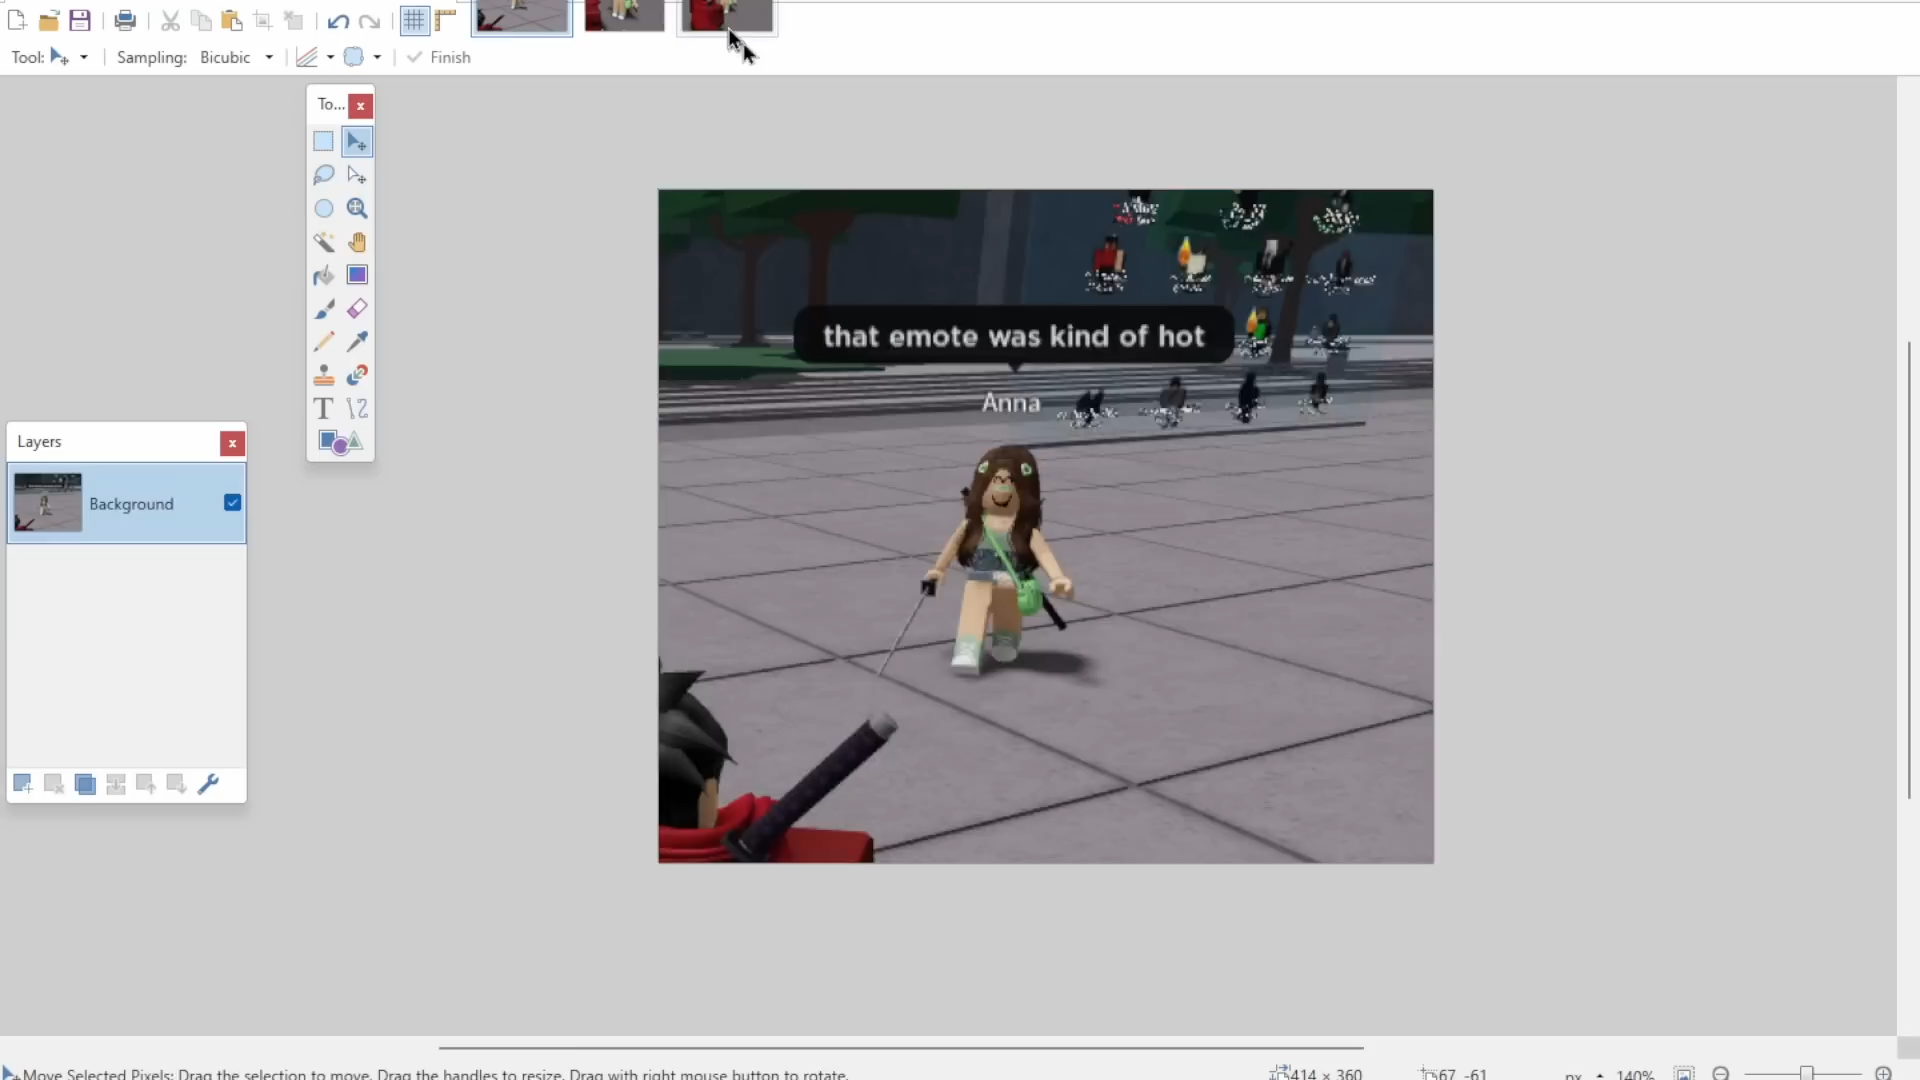 Tool:
Sampling: Bicubic
Finish
To...
that emote was kind of hot
Anna
Layers
Background
Move Selected Pixels: Drag the selection to move. Drag the handles to resize. Drag with right mouse button to rotate.
414 × 360
67, -61
px
140%